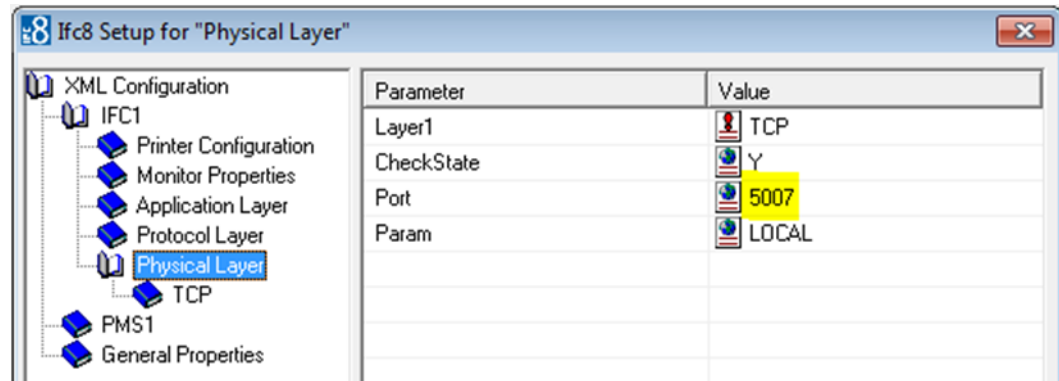 Ifc8 Setup for "Physical Layer"
XML Configuration
IFC1
Printer Configuration
Monitor Properties
Application Layer
Protocol Layer
Physical Layer
TCP
PMS1
General Properties
Parameter Value
Layer1 TCP
CheckState Y
Port 5007
Param LOCAL